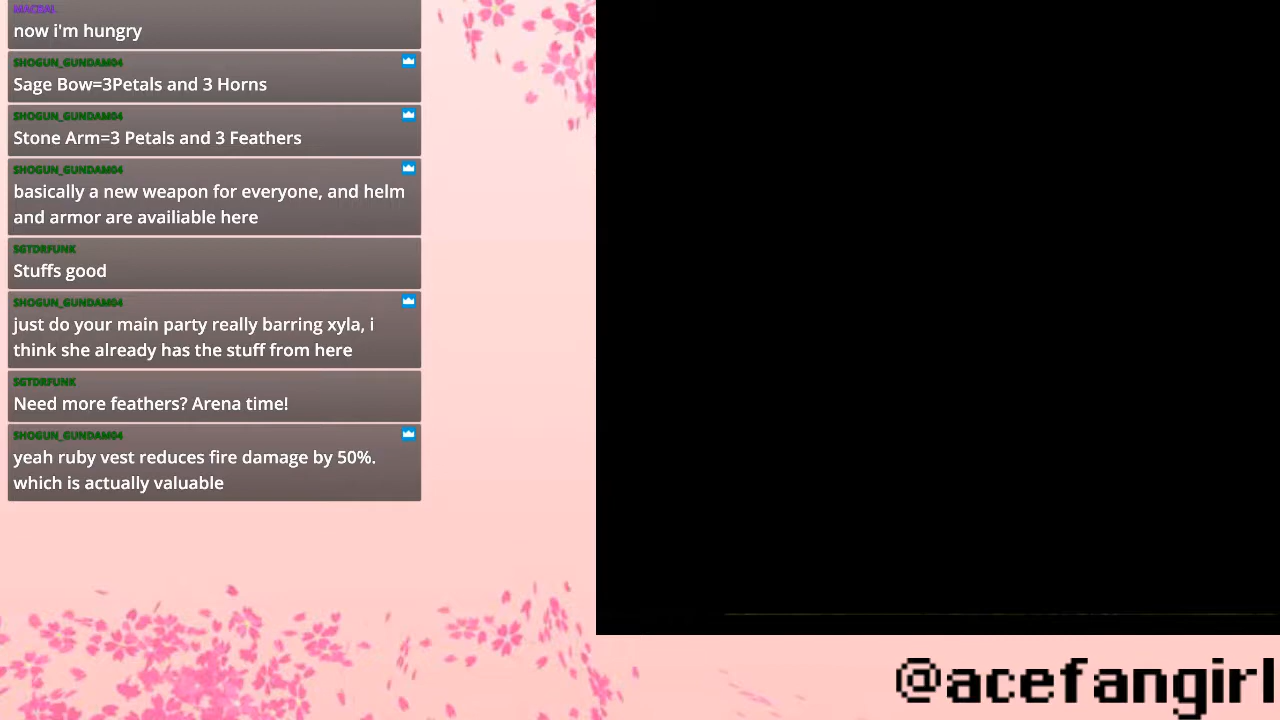 now i'm hungry
SHOGUN_GUNDAM04
Sage Bow=3Petals and 3 Horns
SHOGUN_GUNDAM04
Stone Arm=3 Petals and 3 Feathers
SHOGUN_GUNDAM04
basically a new weapon for everyone, and helm
and armor are availiable here
SGTDRFUNK
Stuffs good
SHOGUN_GUNDAM04
just do your main party really barring xyla, i
think she already has the stuff from here
SGTDRFUNK
Need more feathers? Arena time!
SHOGUN_GUNDAM04
yeah ruby vest reduces fire damage by 50%.
which is actually valuable
@acefangirl